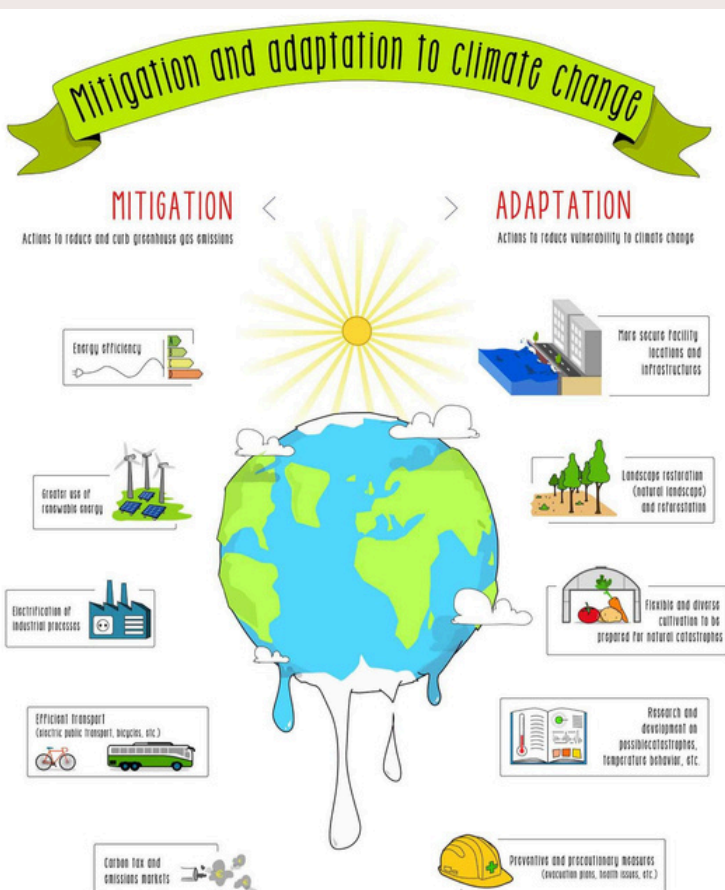 Mitigation and adaptation to climate change
MITIGATION
Actions to reduce and curb greenhouse gas emissions
Energy efficiency
Greater use of
renewable energy
Electrification of
industrial processes
Efficient transport
(electric public transport, bicycles, etc.)
Carbon tax and
emissions markets
ADAPTATION
Actions to reduce vulnerability to climate change
More secure facility
locations and
infrastructures
Landscape restoration
(natural landscape)
and reforestation
Flexible and diverse
cultivation to be
prepared for natural catastrophes
Research and
development on
possiblecatastrophes,
temperature behavior, etc.
Preventive and precautionary measures
(evacuation plans, health issues, etc.)